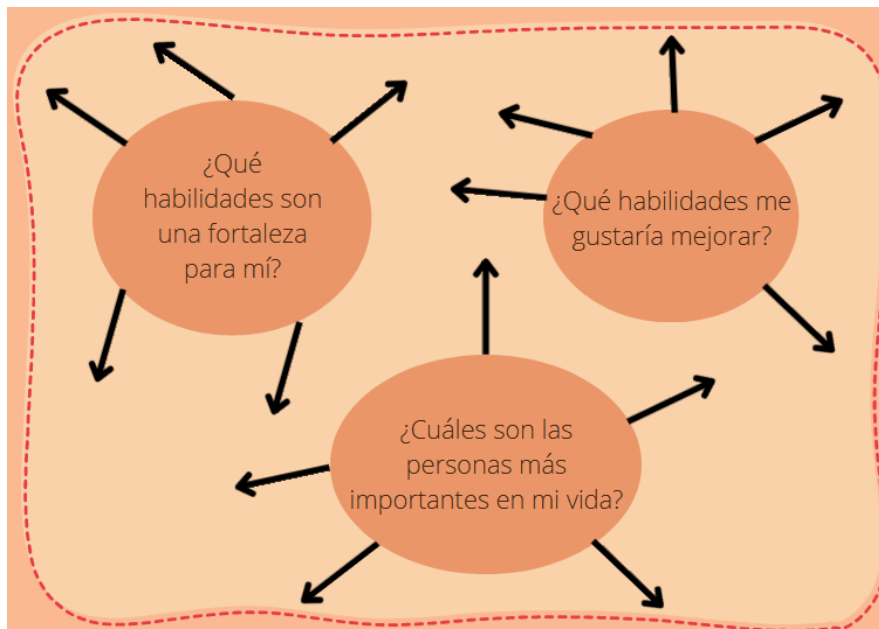 ¿Qué
habilidades son
una fortaleza
para mí?
¿Qué habilidades me
gustaría mejorar?
¿Cuáles son las
personas más
importantes en mi vida?